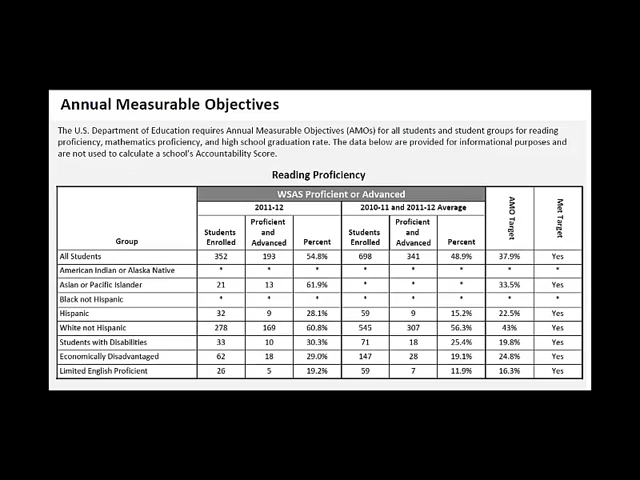 Annual Measurable Objectives
The U.S. Department of Education requires Annual Measurable Objectives (AMOs) for all students and student groups for reading
proficiency, mathematics proficiency, and high school graduation rate. The data below are provided for informational purposes and
are not used to calculate a school's Accountability Score.
Reading Proficiency
WSAS Proficient or Advanced
2011-12 2010-11 and 2011-12 Average
Group Students Enrolled Proficient and Advanced Percent Students Enrolled Proficient and Advanced Percent AMO Target Met Target
All Students 352 193 54.8% 698 341 48.9% 37.9% Yes
American Indian or Alaska Native * * * * * * * *
Asian or Pacific Islander 21 13 61.9% * * * 33.5% Yes
Black not Hispanic * * * * * * * *
Hispanic 32 9 28.1% 59 9 15.2% 22.5% Yes
White not Hispanic 278 169 60.8% 545 307 56.3% 43% Yes
Students with Disabilities 33 10 30.3% 71 18 25.4% 19.8% Yes
Economically Disadvantaged 62 18 29.0% 147 28 19.1% 24.8% Yes
Limited English Proficient 26 5 19.2% 59 7 11.9% 16.3% Yes